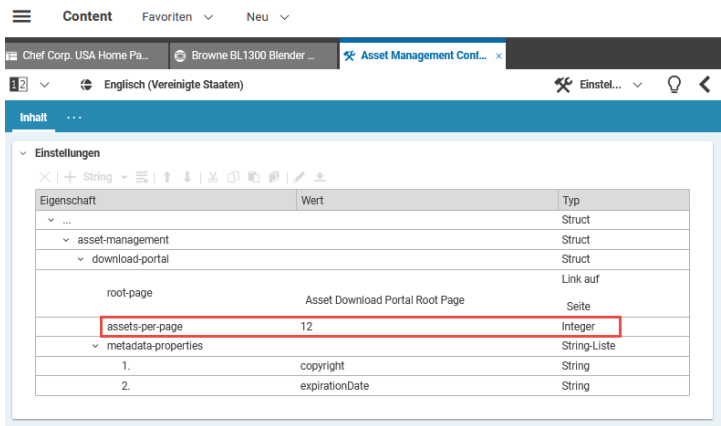 Content Favoriten Neu
Chef Corp. USA Home Pa... Browne BL1300 Blender ... Asset Management Conf... ×
12 Englisch (Vereinigte Staaten) Einstel...
Inhalt ...
Einstellungen
String
Eigenschaft Wert Typ
... Struct
asset-management Struct
download-portal Struct
root-page Asset Download Portal Root Page Link auf
Seite
assets-per-page 12 Integer
metadata-properties String-Liste
1. copyright String
2. expirationDate String